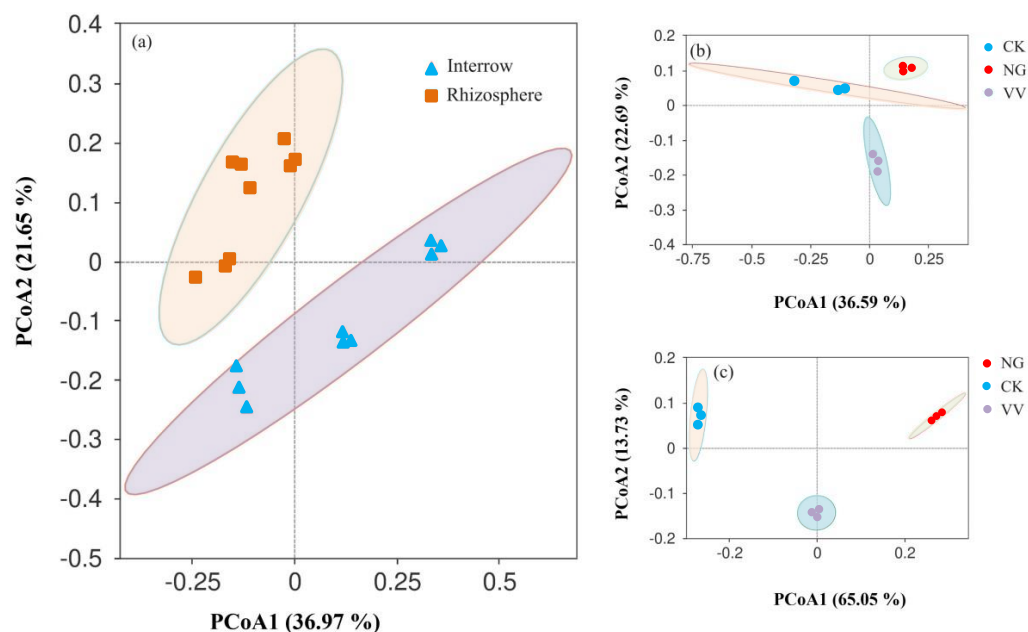 (a)
Interrow
Rhizosphere
0.4
0.3
0.2
0.1
0
-0.1
-0.2
-0.3
-0.4
-0.5
PCoA2 (21.65 %)
-0.25
0
0.25
0.5
PCoA1 (36.97 %)
(b)
CK
NG
VV
0.2
0.1
0
-0.1
-0.2
-0.3
-0.4
PCoA2 (22.69 %)
-0.75
-0.5
-0.25
0
0.25
PCoA1 (36.59 %)
(c)
NG
CK
VV
0.2
0.1
0
-0.1
-0.2
PCoA2 (13.73 %)
-0.2
0
0.2
PCoA1 (65.05 %)